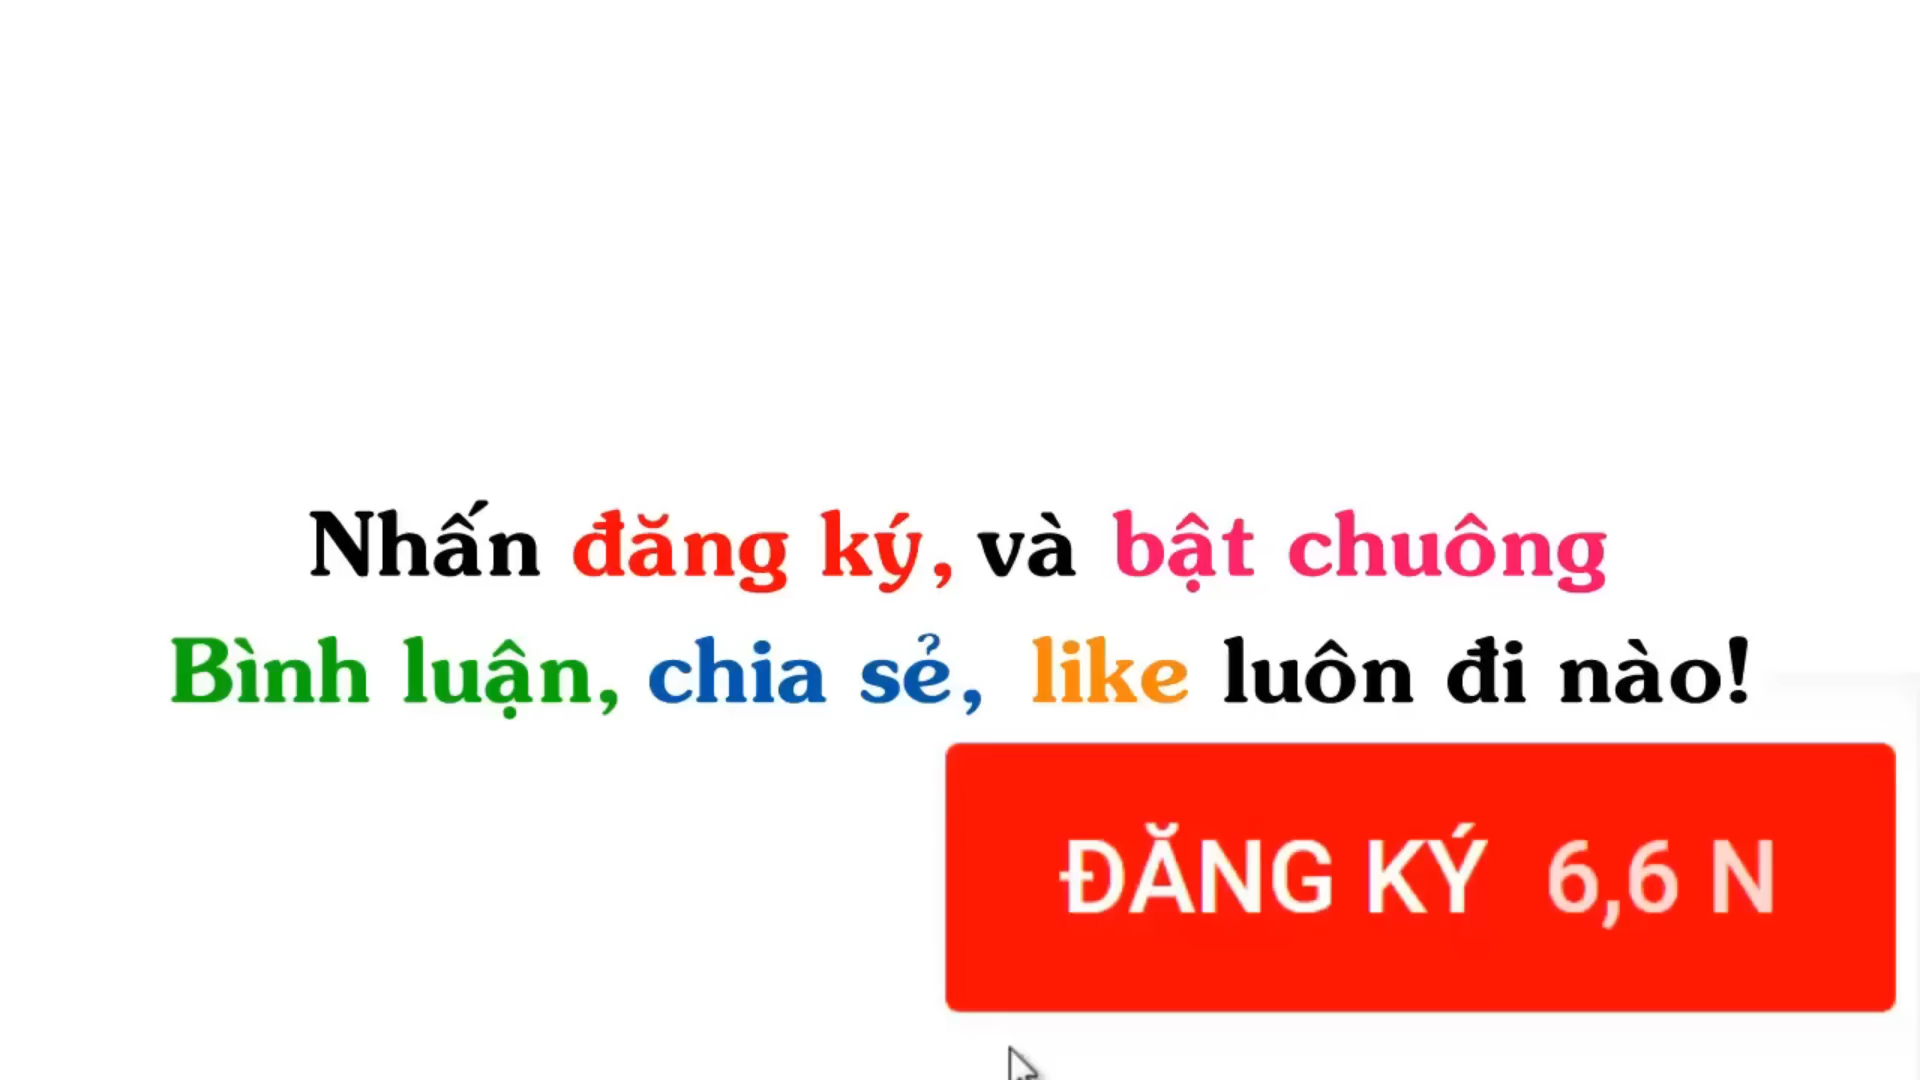 Nhấn đăng ký, và bật chuông
Bình luận, chia sẻ, like luôn đi nào!
ĐĂNG KÝ 6,6 N